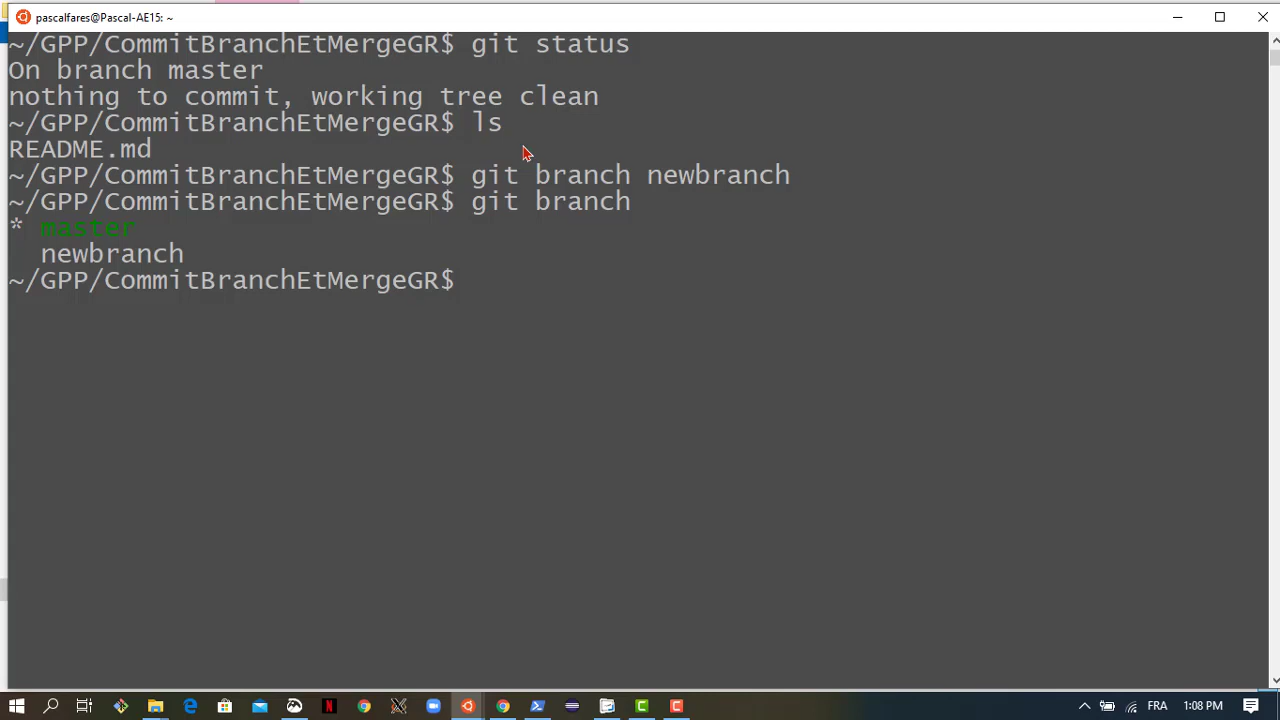 pascalfares@Pascal-AE15: ~
~/GPP/CommitBranchEtMergeGR$ git status
On branch master
nothing to commit, working tree clean
~/GPP/CommitBranchEtMergeGR$ ls
README.md
~/GPP/CommitBranchEtMergeGR$ git branch newbranch
~/GPP/CommitBranchEtMergeGR$ git branch
* master
newbranch
~/GPP/CommitBranchEtMergeGR$
FR 1:08 PM